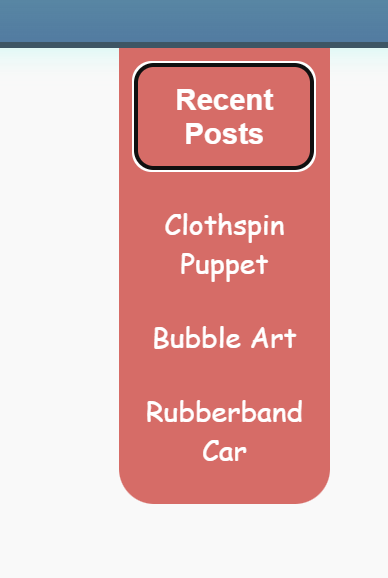 Recent
Posts
Clothspin
Puppet
Bubble Art
Rubberband
Car